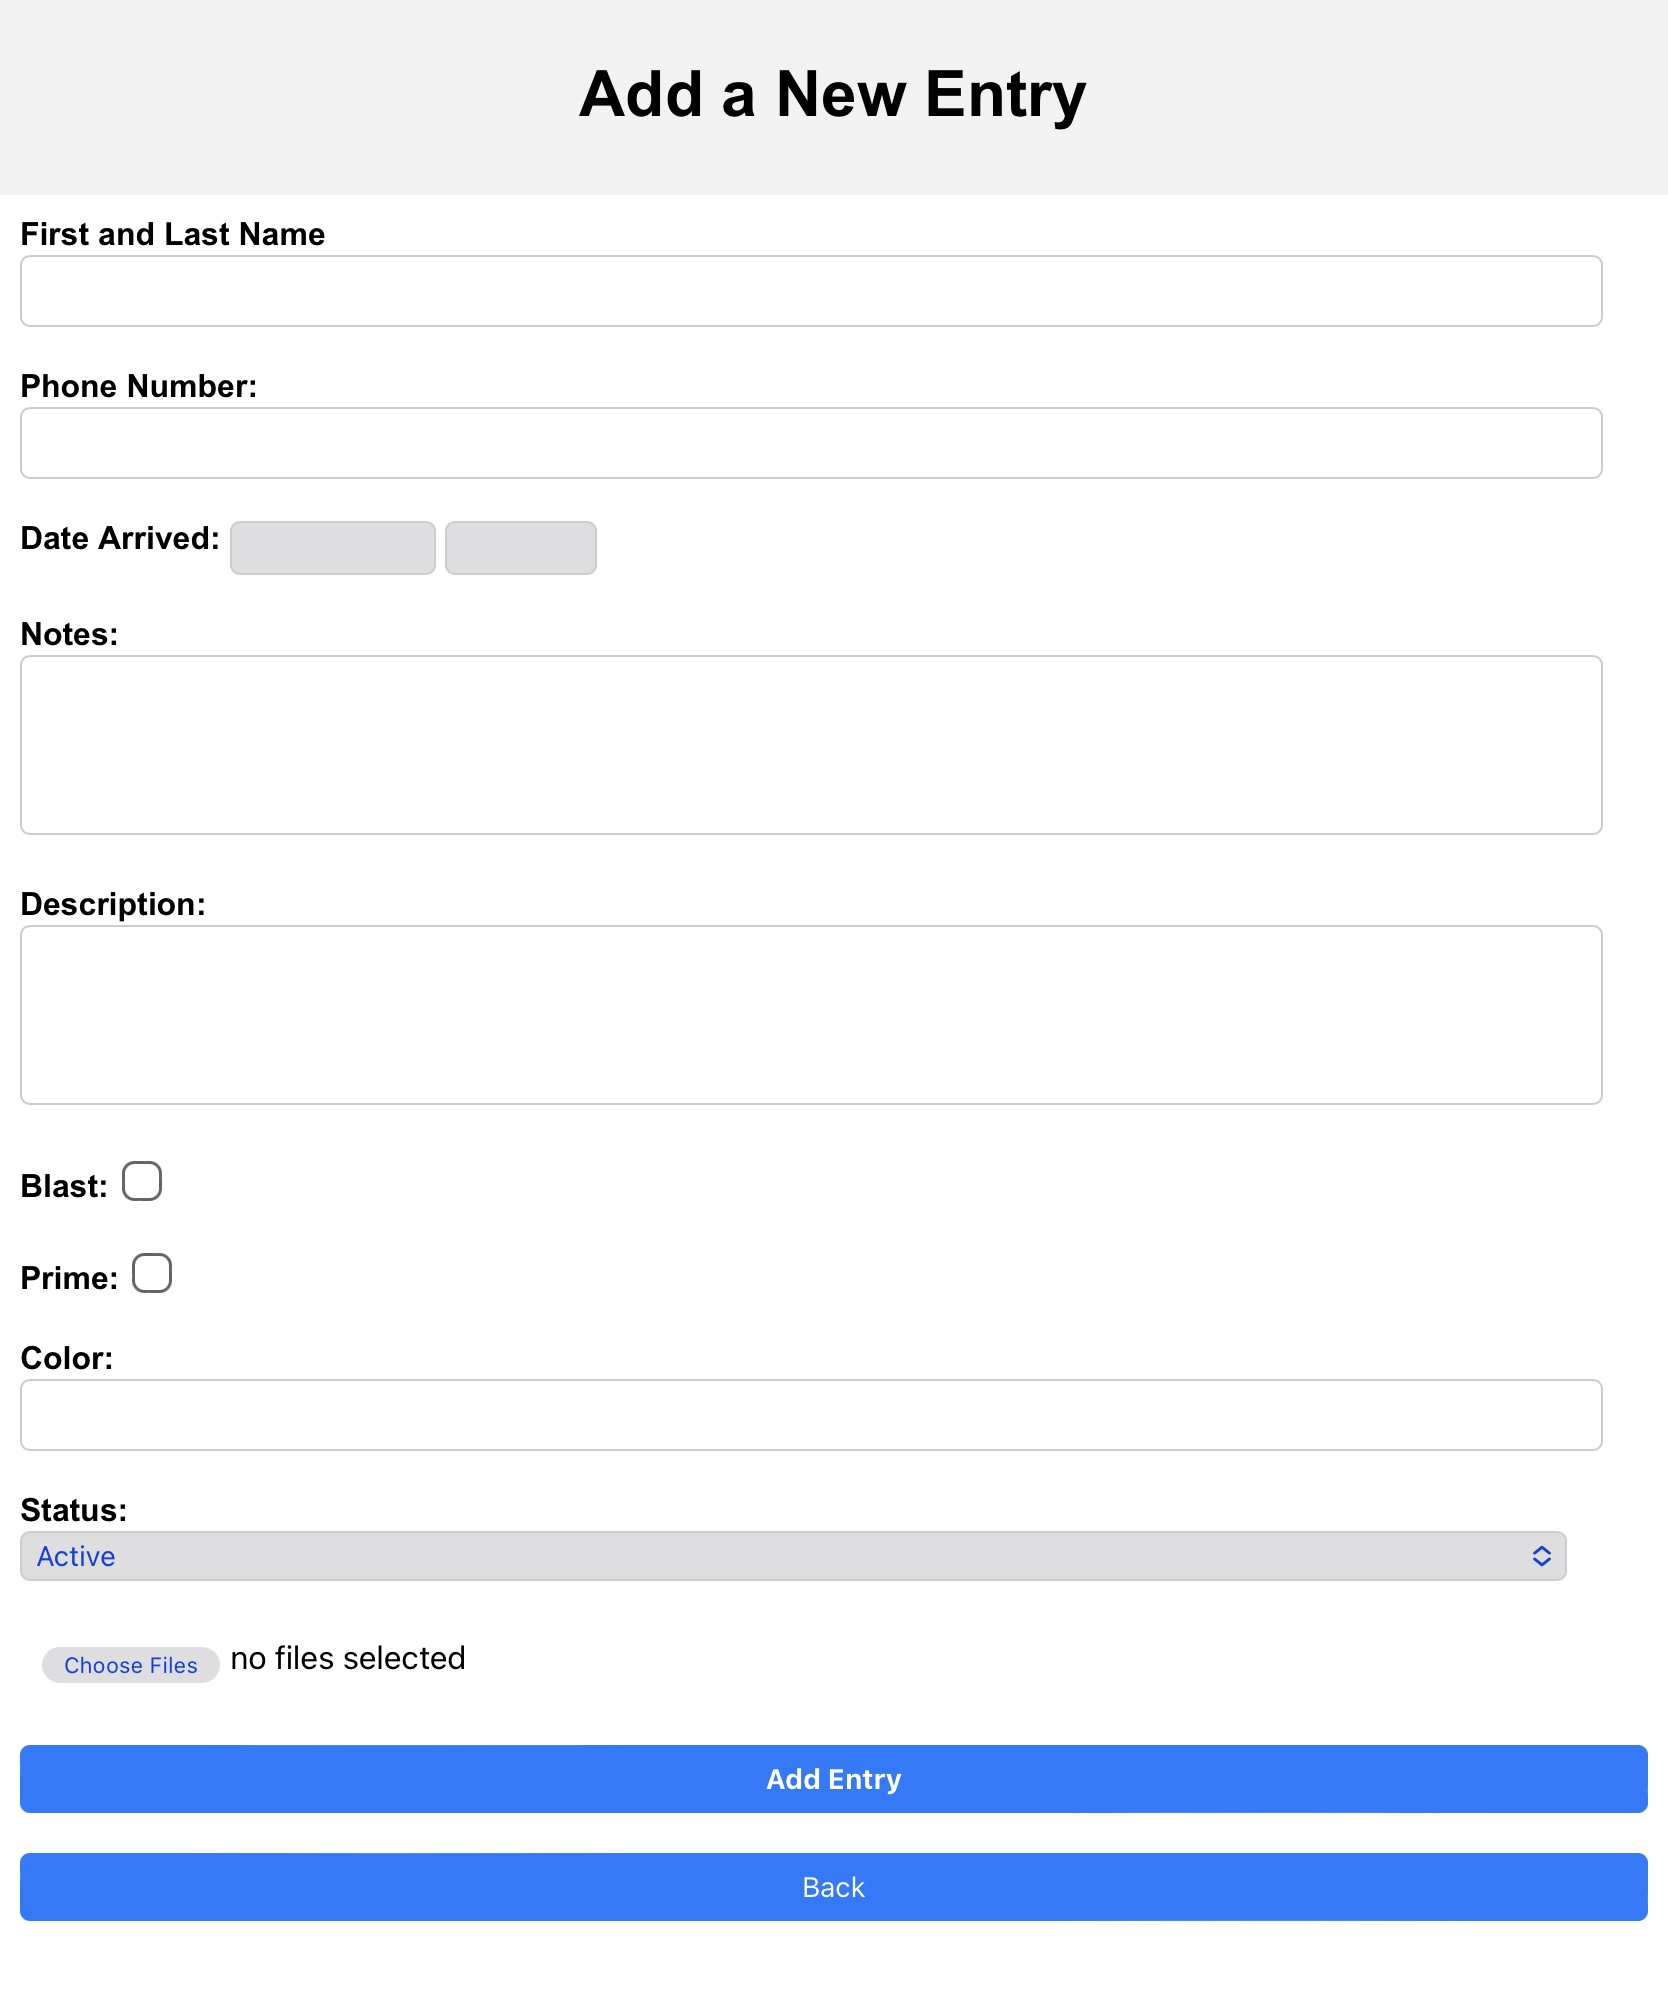 Add a New Entry
First and Last Name
Phone Number:
Date Arrived:
Notes:
Description:
Blast:
Prime:
Color:
Status:
Active
Choose Files no files selected
Add Entry
Back